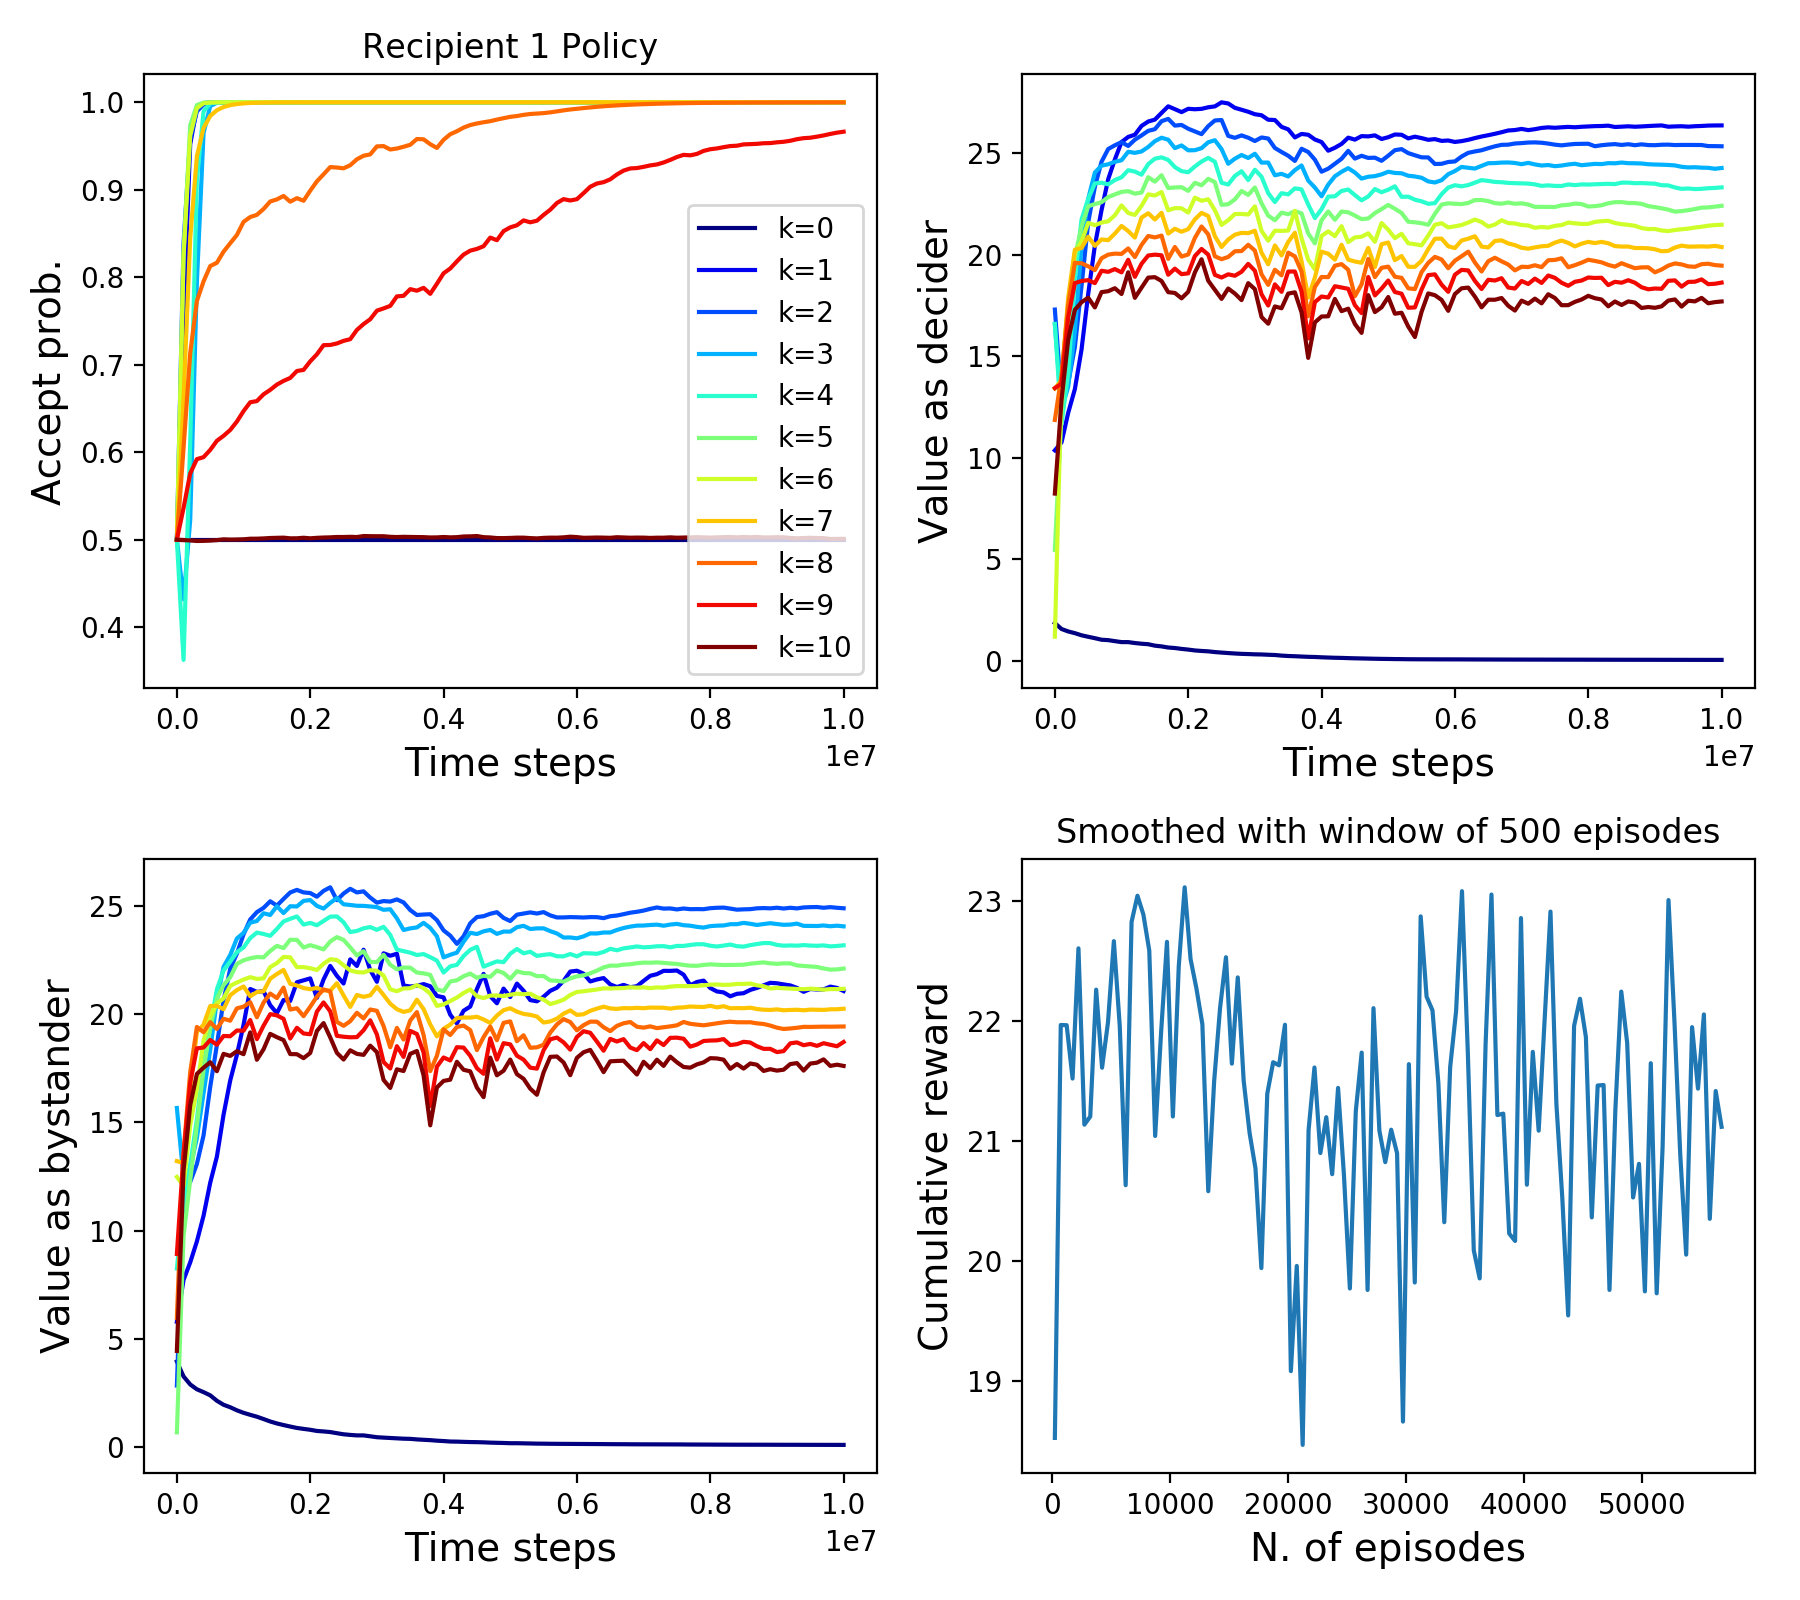 Recipient 1 Policy
Accept prob.
1.0
0.9
0.8
0.7
0.6
0.5
0.4
k=0
k=1
k=2
k=3
k=4
k=5
k=6
k=7
k=8
k=9
k=10
0.0 0.2 0.4 0.6 0.8 1.0
1e7
Time steps
Value as decider
25
20
15
10
5
0
0.0 0.2 0.4 0.6 0.8 1.0
1e7
Time steps
Value as bystander
25
20
15
10
5
0
0.0 0.2 0.4 0.6 0.8 1.0
1e7
Time steps
Smoothed with window of 500 episodes
Cumulative reward
23
22
21
20
19
0 10000 20000 30000 40000 50000
N. of episodes